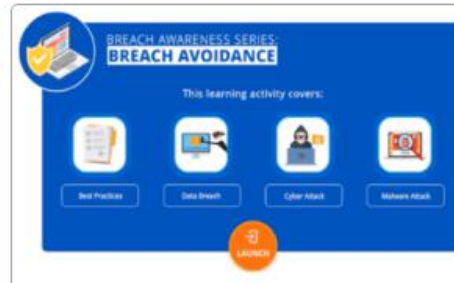 BREACH AWARENESS SERIES:
BREACH AVOIDANCE
This learning activity covers:
Best Practices
Data Breach
Cyber Attack
Malware Attack
LAUNCH